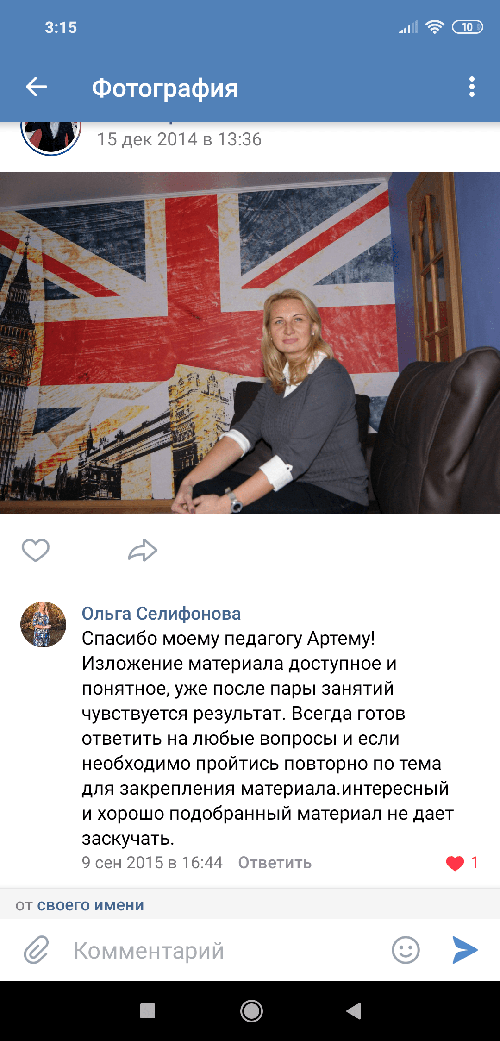 3:15
10
Фотография
15 дек 2014 в 13:36
Ольга Селифонова
Спасибо моему педагогу Артему!
Изложение материала доступное и
понятное, уже после пары занятий
чувствуется результат. Всегда готов
ответить на любые вопросы и если
необходимо пройтись повторно по тема
для закрепления материала.интересный
и хорошо подобранный материал не дает
заскучать.
9 сен 2015 в 16:44 Ответить
1
от своего имени
Комментарий